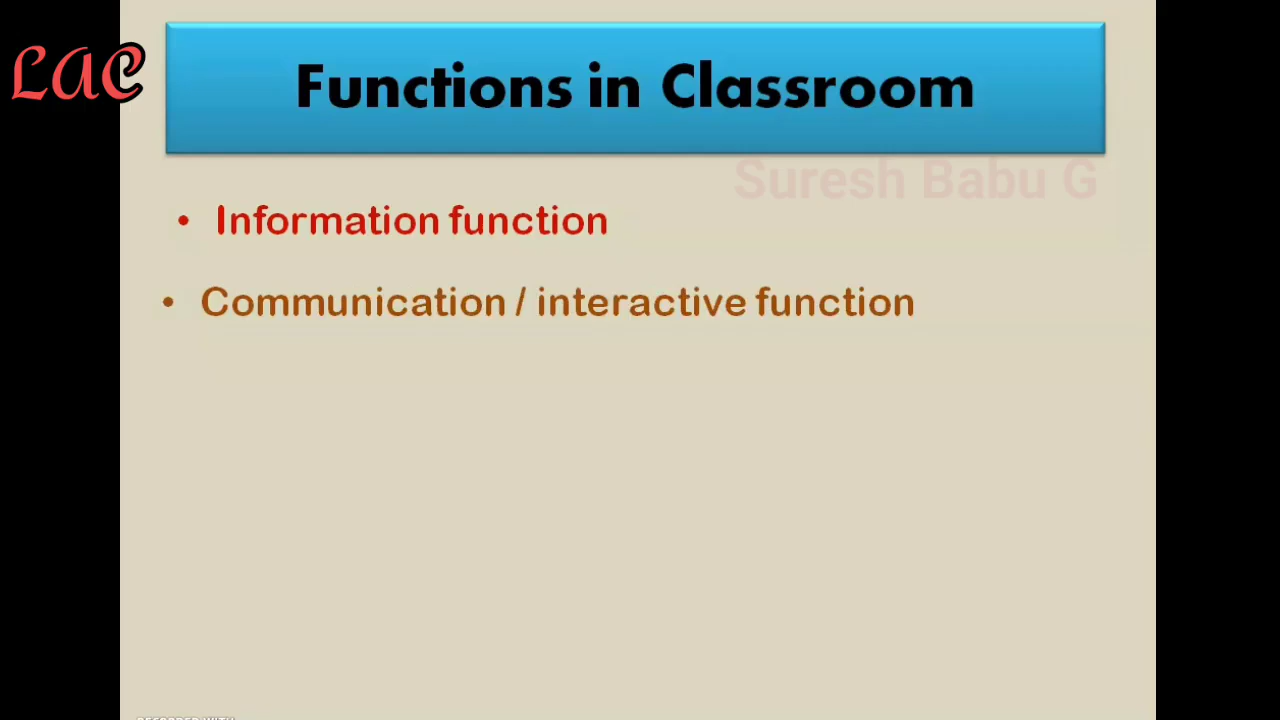 LAC
Functions in Classroom
Suresh Babu G
• Information function
• Communication / interactive function